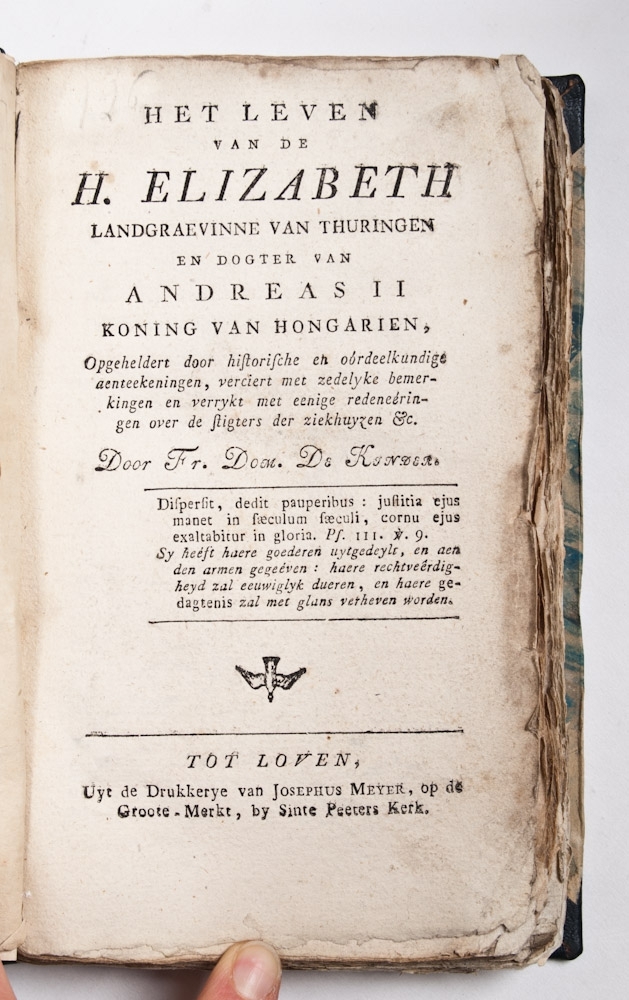 HET LEVEN
VAN DE
H. ELIZABETH
LANDGRAEVINNE VAN THURINGEN
EN DOGTER VAN
ANDREAS II
KONING VAN HONGARIEN,
Opgeheldert door hiſtoriſche en oórdeelkundige
aenteekeningen, verciert met zedelyke bemer-
kingen en verrykt met eenige redeneérin-
gen over de ſtigters der ziekhuyzen &c.
Door Fr. Dom. De Kinder.
Diſperſit, dedit pauperibus : juſtitia ejus
manet in ſæculum ſæculi, cornu ejus
exaltabitur in gloria. Pſ. 111. ℣. 9.
Sy heéft haere goederen uytgedeylt, en aen
den armen gegeéven : haere rechtveérdig-
heyd zal eeuwiglyk dueren, en haere ge-
dagtenis zal met glans verheven worden.
TOT LOVEN,
Uyt de Drukkerye van JOSEPHUS MEYER, op de
Groote-Merkt, by Sinte Peeters Kerk.